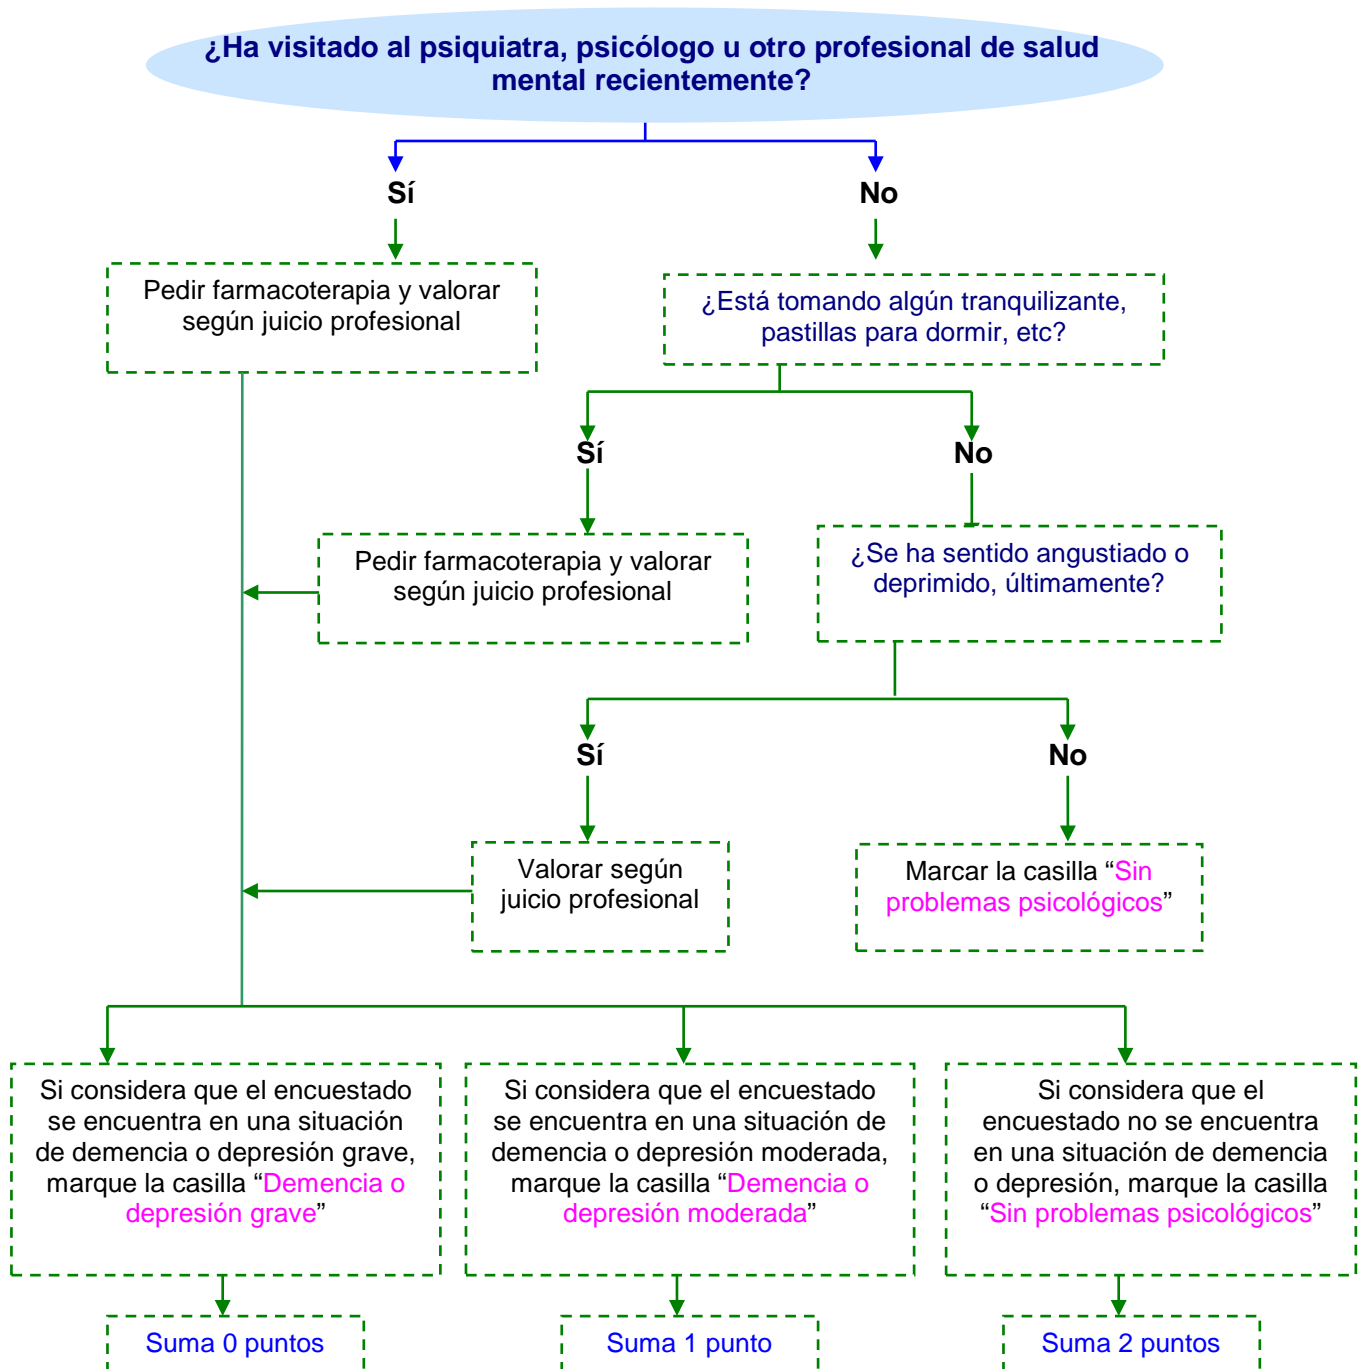 ¿Ha visitado al psiquiatra, psicólogo u otro profesional de salud
mental recientemente?
Sí
No
Pedir farmacoterapia y valorar
según juicio profesional
¿Está tomando algún tranquilizante,
pastillas para dormir, etc?
Sí
No
Pedir farmacoterapia y valorar
según juicio profesional
¿Se ha sentido angustiado o
deprimido, últimamente?
Sí
No
Valorar según
juicio profesional
Marcar la casilla “Sin
problemas psicológicos”
Si considera que el encuestado
se encuentra en una situación
de demencia o depresión grave,
marque la casilla “Demencia o
depresión grave”
Si considera que el encuestado
se encuentra en una situación de
demencia o depresión moderada,
marque la casilla “Demencia o
depresión moderada”
Si considera que el
encuestado no se encuentra
en una situación de demencia
o depresión, marque la casilla
“Sin problemas psicológicos”
Suma 0 puntos
Suma 1 punto
Suma 2 puntos